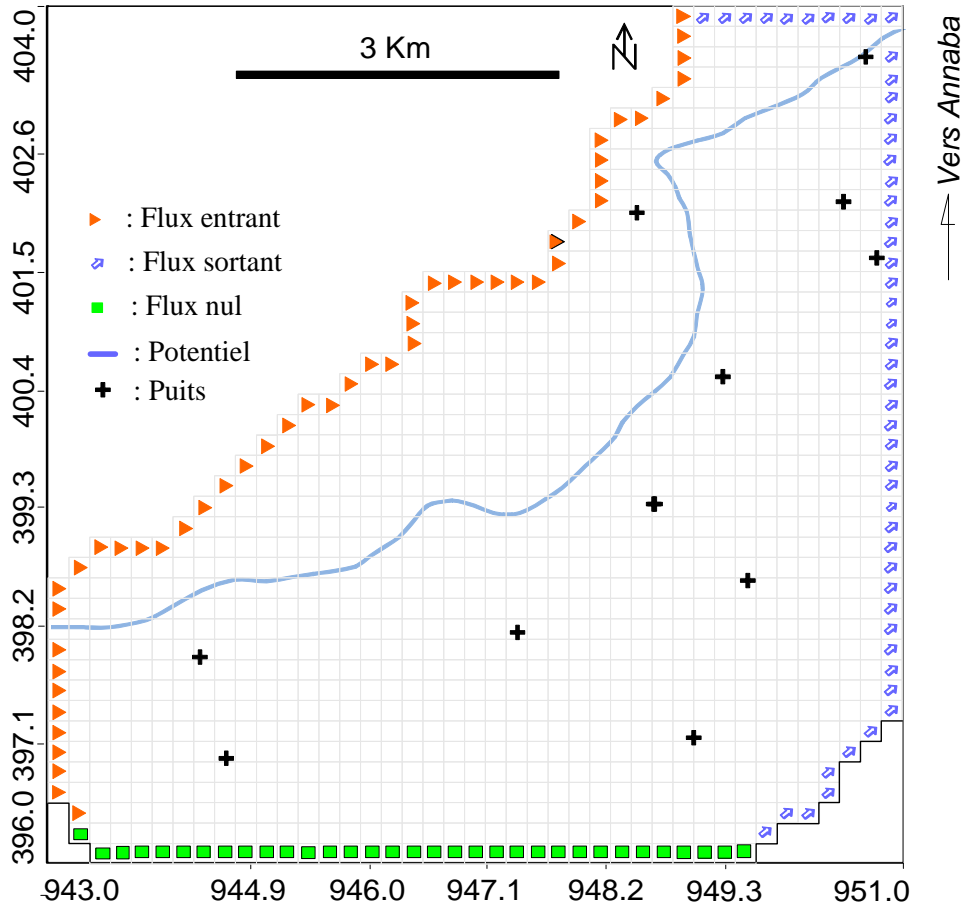 3 Km
N
Vers Annaba
: Flux entrant
: Flux sortant
: Flux nul
: Potentiel
: Puits
404.0
402.6
401.5
400.4
399.3
398.2
397.1
396.0
943.0
944.9
946.0
947.1
948.2
949.3
951.0